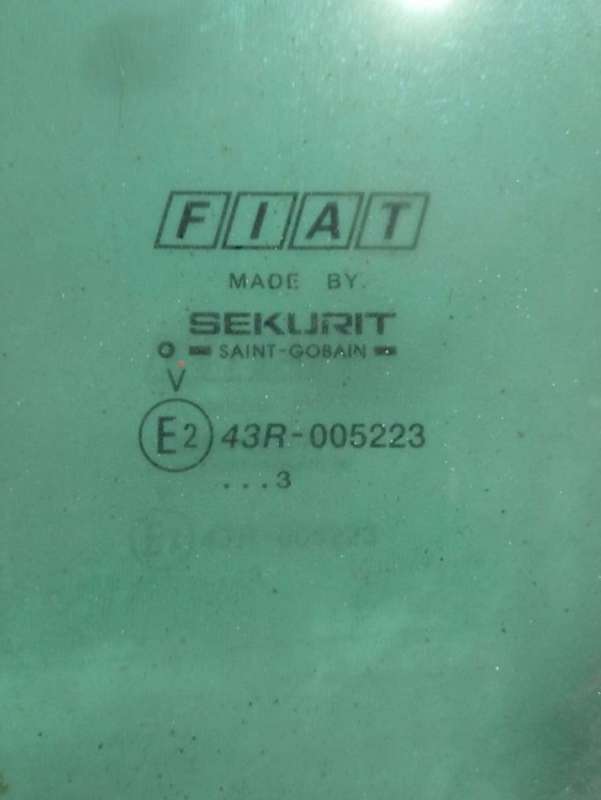 FIAT
MADE BY.
SEKURIT
SAINT-GOBAIN
V
E2 43R-005223
...3